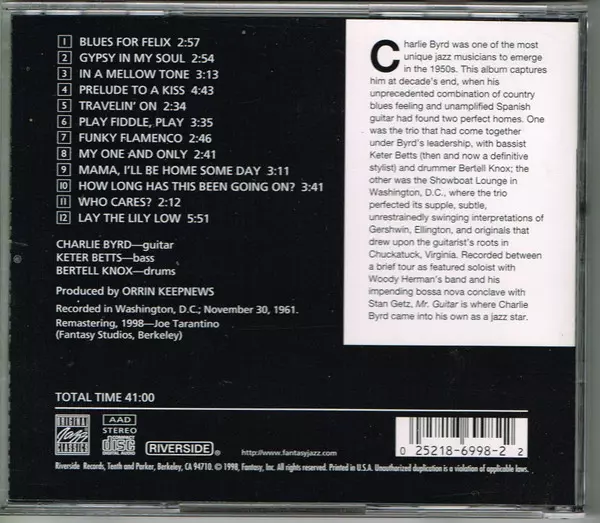 1 BLUES FOR FELIX 2:57
2 GYPSY IN MY SOUL 2:54
3 IN A MELLOW TONE 3:13
4 PRELUDE TO A KISS 4:43
5 TRAVELIN' ON 2:34
6 PLAY FIDDLE, PLAY 3:35
7 FUNKY FLAMENCO 2:46
8 MY ONE AND ONLY 2:41
9 MAMA, I'LL BE HOME SOME DAY 3:11
10 HOW LONG HAS THIS BEEN GOING ON? 3:41
11 WHO CARES? 2:12
12 LAY THE LILY LOW 5:51
CHARLIE BYRD—guitar
KETER BETTS—bass
BERTELL KNOX—drums
Produced by ORRIN KEEPNEWS
Recorded in Washington, D.C.; November 30, 1961.
Remastering, 1998—Joe Tarantino
(Fantasy Studios, Berkeley)
TOTAL TIME 41:00
Charlie Byrd was one of the most
unique jazz musicians to emerge
in the 1950s. This album captures
him at decade's end, when his
unprecedented combination of country
blues feeling and unamplified Spanish
guitar had found two perfect homes. One
was the trio that had come together
under Byrd's leadership, with bassist
Keter Betts (then and now a definitive
stylist) and drummer Bertell Knox; the
other was the Showboat Lounge in
Washington, D.C., where the trio
perfected its supple, subtle,
unrestrainedly swinging interpretations of
Gershwin, Ellington, and originals that
drew upon the guitarist's roots in
Chuckatuck, Virginia. Recorded between
a brief tour as featured soloist with
Woody Herman's band and his
impending bossa nova conclave with
Stan Getz, Mr. Guitar is where Charlie
Byrd came into his own as a jazz star.
ORIGINAL
Jazz
CLASSICS
AAD
STEREO
COMPACT
disc
DIGITAL AUDIO
RIVERSIDE
http://www.fantasyjazz.com
0 25218-6998-2 2
Riverside Records, Tenth and Parker, Berkeley, CA 94710. © 1998, Fantasy, Inc. All rights reserved. Printed in U.S.A. Unauthorized duplication is a violation of applicable laws.